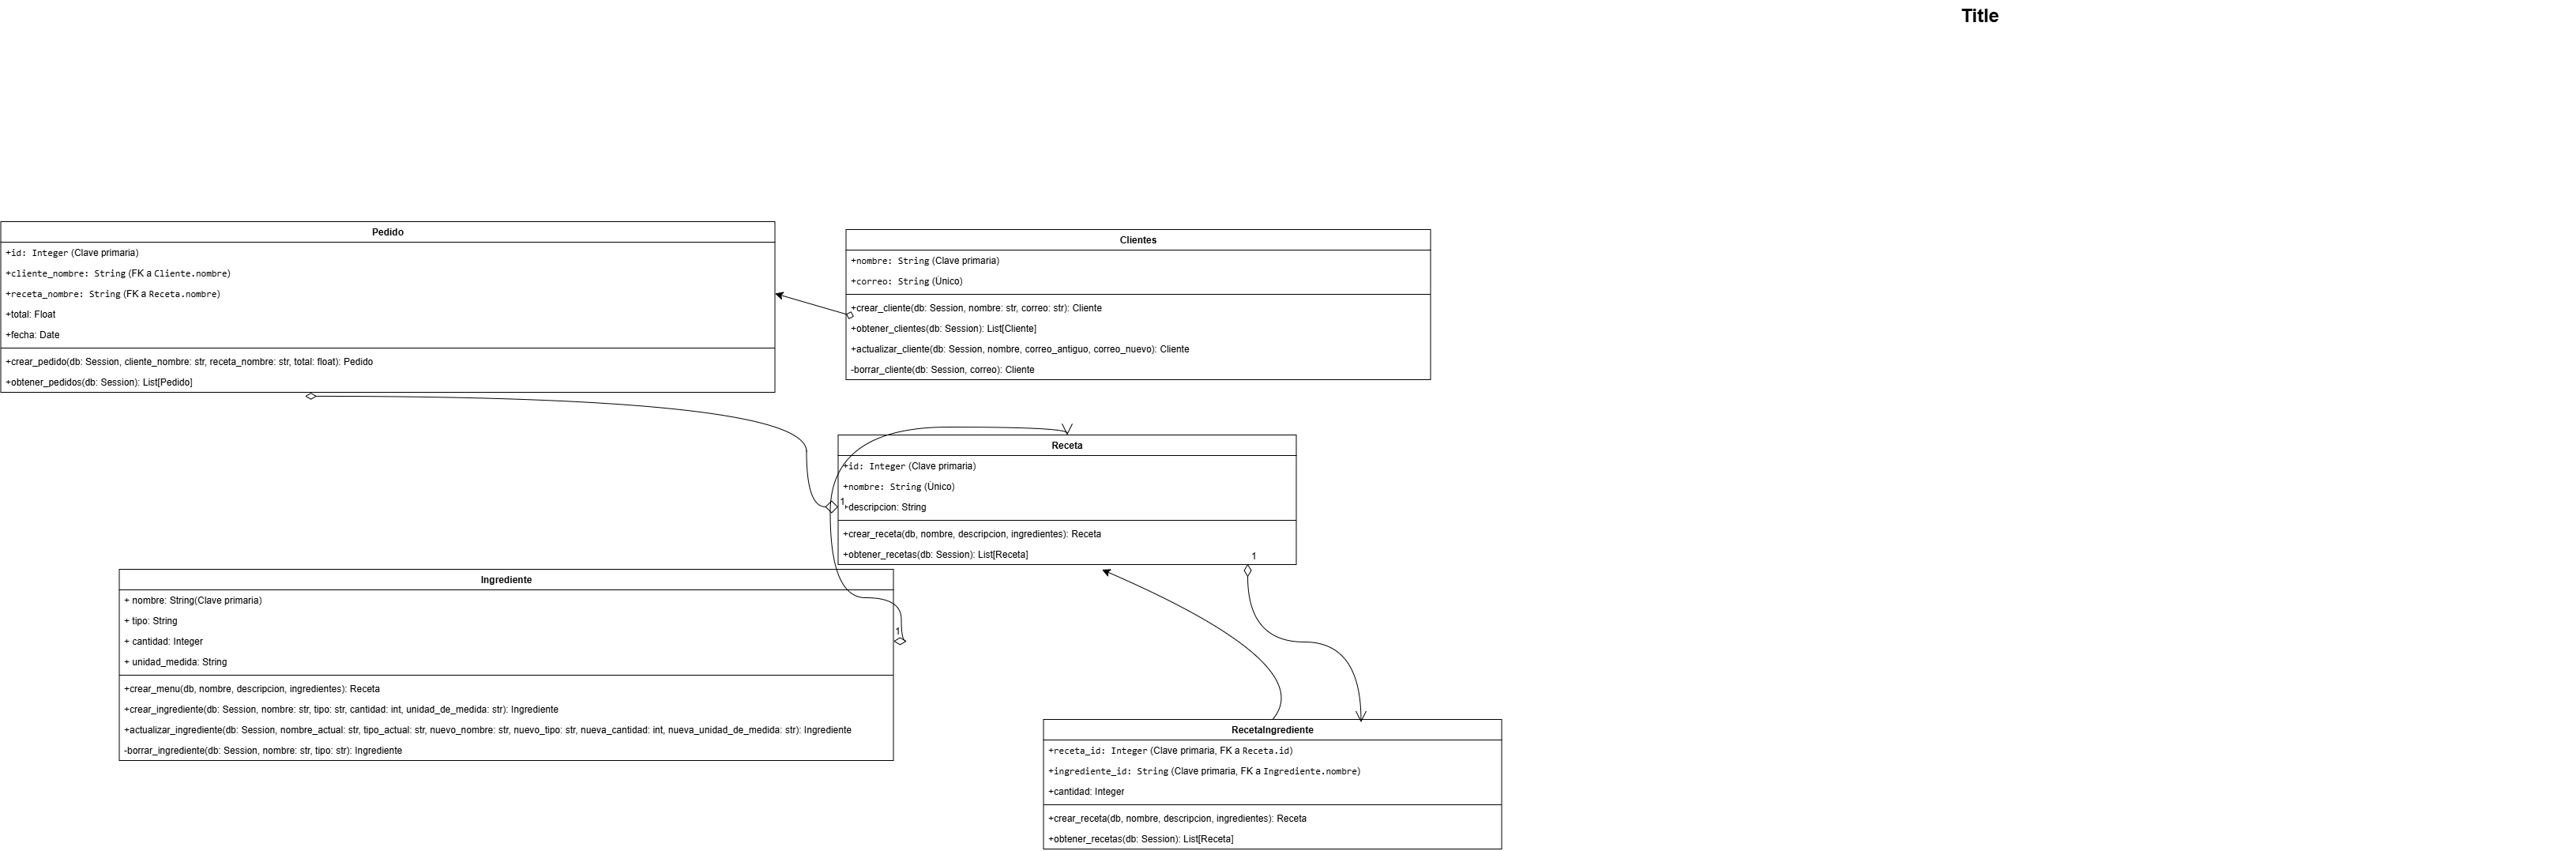 Title
Pedido
+id: Integer (Clave primaria)
+cliente_nombre: String (FK a Cliente.nombre)
+receta_nombre: String (FK a Receta.nombre)
+total: Float
+fecha: Date
+crear_pedido(db: Session, cliente_nombre: str, receta_nombre: str, total: float): Pedido
+obtener_pedidos(db: Session): List[Pedido]
Clientes
+nombre: String (Clave primaria)
+correo: String (Único)
+crear_cliente(db: Session, nombre: str, correo: str): Cliente
+obtener_clientes(db: Session): List[Cliente]
+actualizar_cliente(db: Session, nombre, correo_antiguo, correo_nuevo): Cliente
-borrar_cliente(db: Session, correo): Cliente
Receta
+id: Integer (Clave primaria)
+nombre: String (Único)
1
+descripcion: String
+crear_receta(db, nombre, descripcion, ingredientes): Receta
+obtener_recetas(db: Session): List[Receta]
1
Ingrediente
+ nombre: String(Clave primaria)
+ tipo: String
1
+ cantidad: Integer
+ unidad_medida: String
+crear_menu(db, nombre, descripcion, ingredientes): Receta
+crear_ingrediente(db: Session, nombre: str, tipo: str, cantidad: int, unidad_de_medida: str): Ingrediente
+actualizar_ingrediente(db: Session, nombre_actual: str, tipo_actual: str, nuevo_nombre: str, nuevo_tipo: str, nueva_cantidad: int, nueva_unidad_de_medida: str): Ingrediente
-borrar_ingrediente(db: Session, nombre: str, tipo: str): Ingrediente
RecetaIngrediente
+receta_id: Integer (Clave primaria, FK a Receta.id)
+ingrediente_id: String (Clave primaria, FK a Ingrediente.nombre)
+cantidad: Integer
+crear_receta(db, nombre, descripcion, ingredientes): Receta
+obtener_recetas(db: Session): List[Receta]